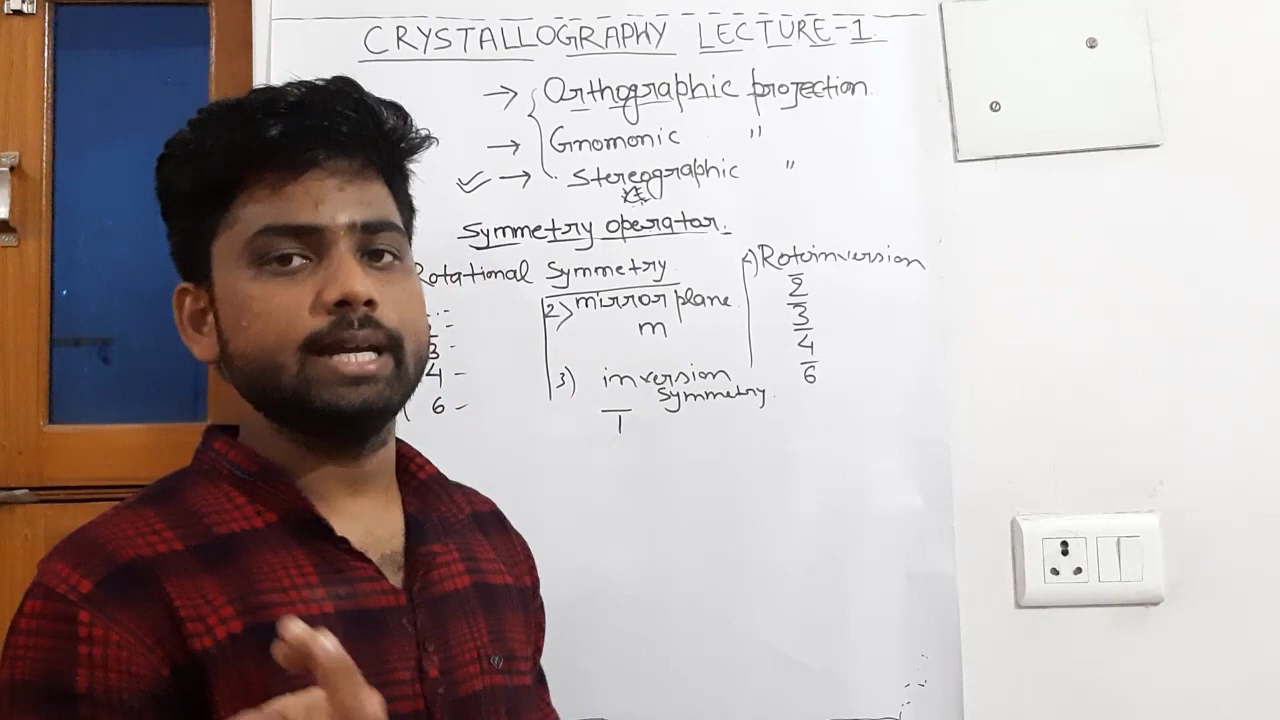 CRYSTALLOGRAPHY LECTURE-1.
→ Orthographic projection.
→ Gnomonic "
→ Stereographic "
Symmetry operator.
Rotational Symmetry
3 -
4 -
6 -
2) mirror plane
m
3) inversion
Symmetry.
1̅
4) Rotoinversion
2̅
3̅
4̅
6̅